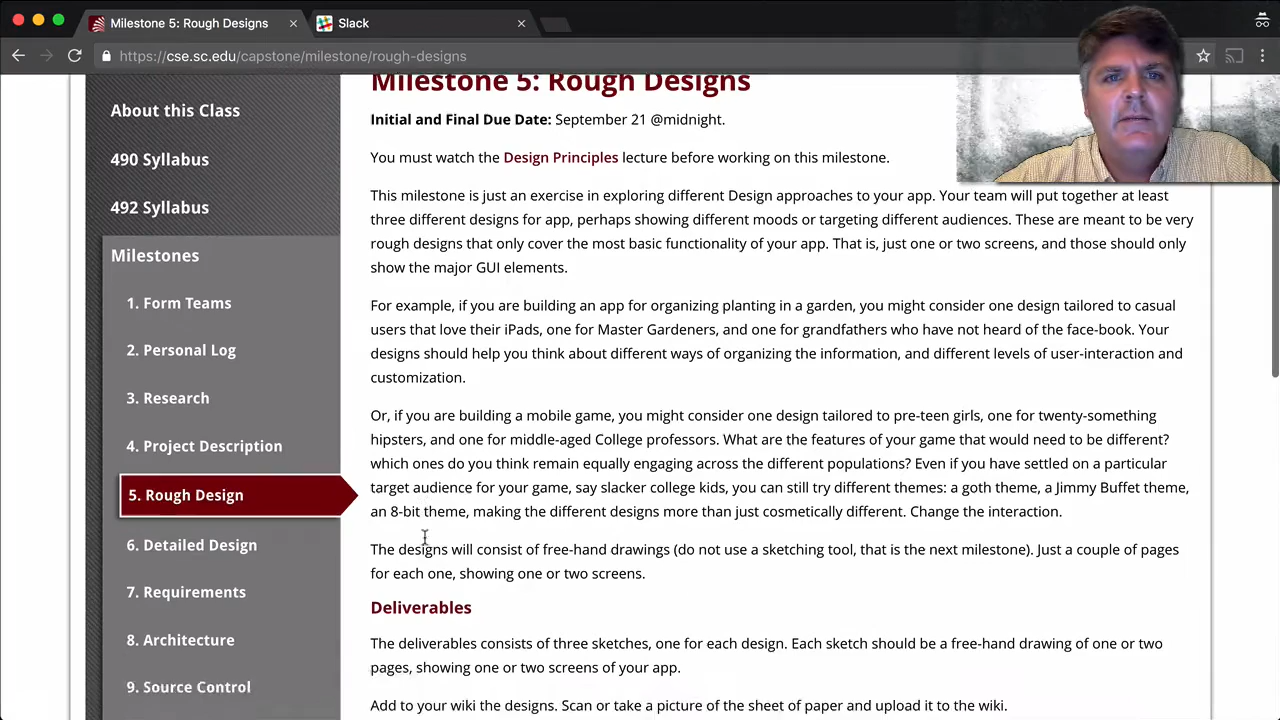 Milestone 5: Rough Designs
Slack
https://cse.sc.edu/capstone/milestone/rough-designs
About this Class
490 Syllabus
492 Syllabus
Milestones
1. Form Teams
2. Personal Log
3. Research
4. Project Description
5. Rough Design
6. Detailed Design
7. Requirements
8. Architecture
9. Source Control
Milestone 5: Rough Designs
Initial and Final Due Date: September 21 @midnight.
You must watch the Design Principles lecture before working on this milestone.
This milestone is just an exercise in exploring different Design approaches to your app. Your team will put together at least
three different designs for app, perhaps showing different moods or targeting different audiences. These are meant to be very
rough designs that only cover the most basic functionality of your app. That is, just one or two screens, and those should only
show the major GUI elements.
For example, if you are building an app for organizing planting in a garden, you might consider one design tailored to casual
users that love their iPads, one for Master Gardeners, and one for grandfathers who have not heard of the face-book. Your
designs should help you think about different ways of organizing the information, and different levels of user-interaction and
customization.
Or, if you are building a mobile game, you might consider one design tailored to pre-teen girls, one for twenty-something
hipsters, and one for middle-aged College professors. What are the features of your game that would need to be different?
which ones do you think remain equally engaging across the different populations? Even if you have settled on a particular
target audience for your game, say slacker college kids, you can still try different themes: a goth theme, a Jimmy Buffet theme,
an 8-bit theme, making the different designs more than just cosmetically different. Change the interaction.
The designs will consist of free-hand drawings (do not use a sketching tool, that is the next milestone). Just a couple of pages
for each one, showing one or two screens.
Deliverables
The deliverables consists of three sketches, one for each design. Each sketch should be a free-hand drawing of one or two
pages, showing one or two screens of your app.
Add to your wiki the designs. Scan or take a picture of the sheet of paper and upload it to the wiki.